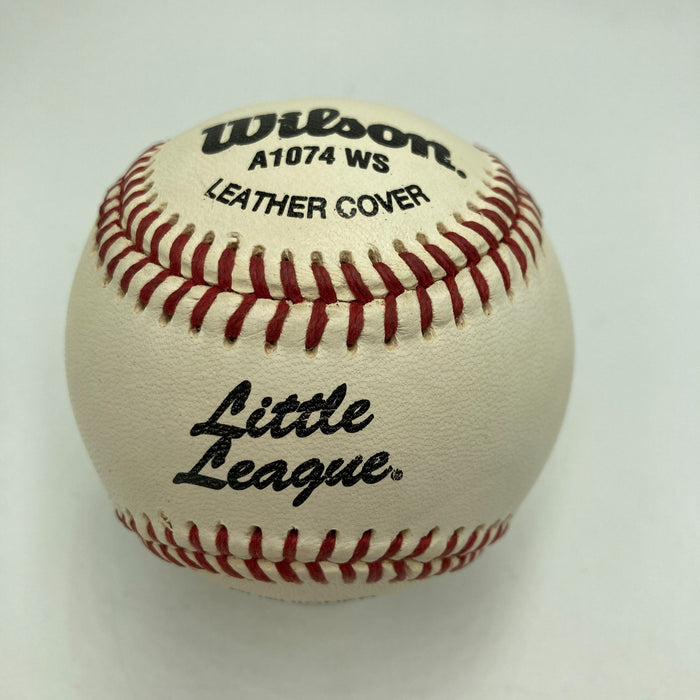 Wilson.
A1074 WS
LEATHER COVER
Little
League®